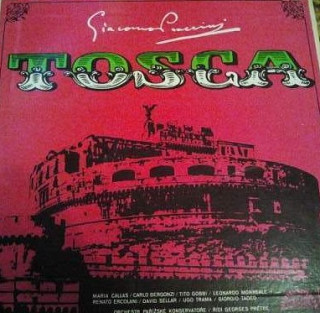 Giacomo Puccini
TOSCA
MARIA CALLAS / CARLO BERGONZI / TITO GOBBI / LEONARDO MONREALE
RENATO ERCOLANI / DAVID SELLAR / UGO TRAMA / GIORGIO TADEO
ORCHESTR PAŘÍŽSKÉ KONSERVATOŘE / ŘÍDÍ GEORGES PRÊTRE